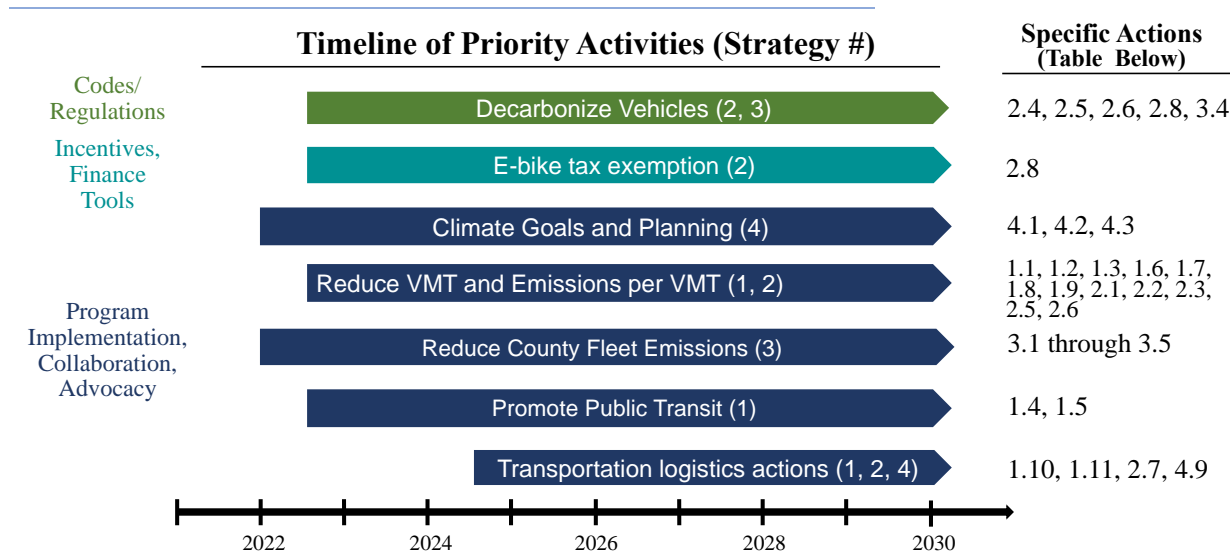 Timeline of Priority Activities (Strategy #)
Specific Actions
(Table Below)
Codes/
Regulations
Decarbonize Vehicles (2, 3)
2.4, 2.5, 2.6, 2.8, 3.4
Incentives,
Finance
Tools
E-bike tax exemption (2)
2.8
Climate Goals and Planning (4)
4.1, 4.2, 4.3
Program
Implementation,
Collaboration,
Advocacy
Reduce VMT and Emissions per VMT (1, 2)
1.1, 1.2, 1.3, 1.6, 1.7,
1.8, 1.9, 2.1, 2.2, 2.3,
2.5, 2.6
Reduce County Fleet Emissions (3)
3.1 through 3.5
Promote Public Transit (1)
1.4, 1.5
Transportation logistics actions (1, 2, 4)
1.10, 1.11, 2.7, 4.9
2022 2024 2026 2028 2030